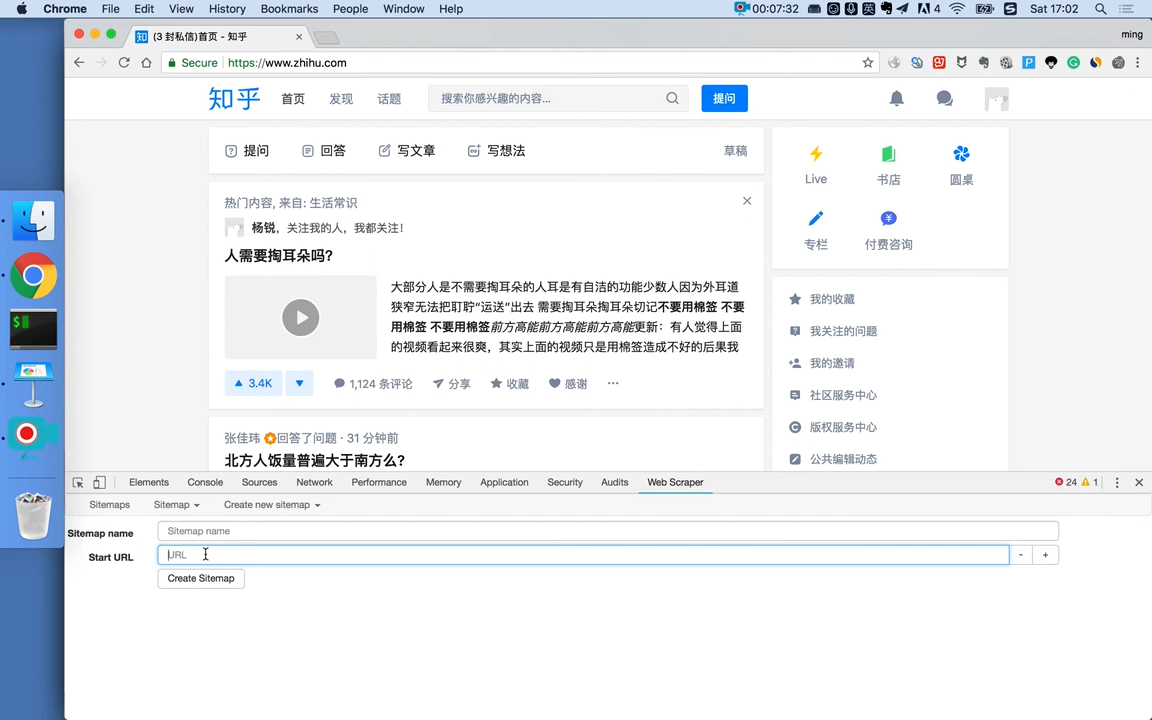 Chrome File Edit View History Bookmarks People Window Help 00:07:32 英 4 Sat 17:02
知 (3 封私信)首页 - 知乎 × ming
Secure https://www.zhihu.com
知乎 首页 发现 话题 搜索你感兴趣的内容... 提问
提问 回答 写文章 写想法 草稿
Live 书店 圆桌
专栏 付费咨询
热门内容, 来自: 生活常识
杨锐，关注我的人，我都关注！
人需要掏耳朵吗?
大部分人是不需要掏耳朵的人耳是有自洁的功能少数人因为外耳道
狭窄无法把耵聍“运送”出去 需要掏耳朵掏耳朵切记不要用棉签 不要
用棉签 不要用棉签前方高能前方高能前方高能更新：有人觉得上面
的视频看起来很爽，其实上面的视频只是用棉签造成不好的后果我
3.4K 1,124 条评论 分享 收藏 感谢 ···
张佳玮 回答了问题 · 31 分钟前
北方人饭量普遍大于南方么?
我的收藏
我关注的问题
我的邀请
社区服务中心
版权服务中心
公共编辑动态
Elements Console Sources Network Performance Memory Application Security Audits Web Scraper 24 1
Sitemaps Sitemap Create new sitemap
Sitemap name Sitemap name
Start URL URL - +
Create Sitemap